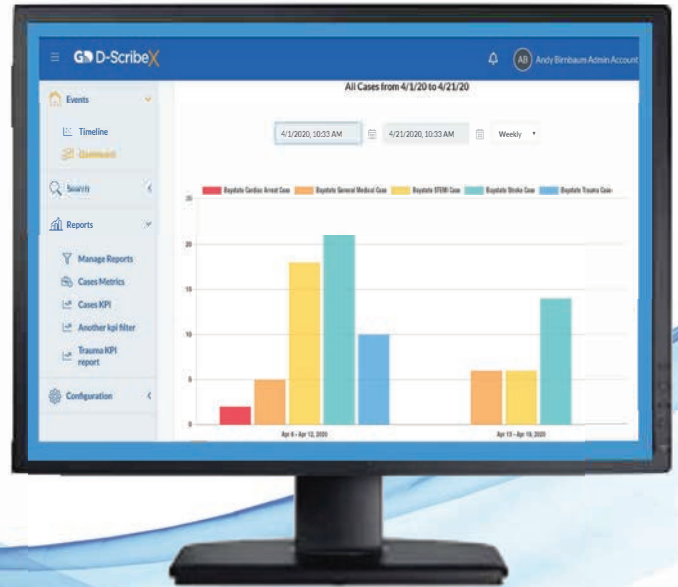 GD D-ScribeX
AB Andy Birnbaum Admin Account
All Cases from 4/1/20 to 4/21/20
Events
Timeline
Dashboard
Search
Reports
Manage Reports
Cases Metrics
Cases KPI
Another kpi filter
Trauma KPI
report
Configuration
4/1/2020, 10:33 AM
4/21/2020, 10:33 AM
Weekly
Baystate Cardiac Arrest Case
Baystate General Medical Case
Baystate STEMI Case
Baystate Stroke Case
Baystate Trauma Case
25
20
15
10
5
0
Apr 6 - Apr 12, 2020
Apr 13 - Apr 19, 2020